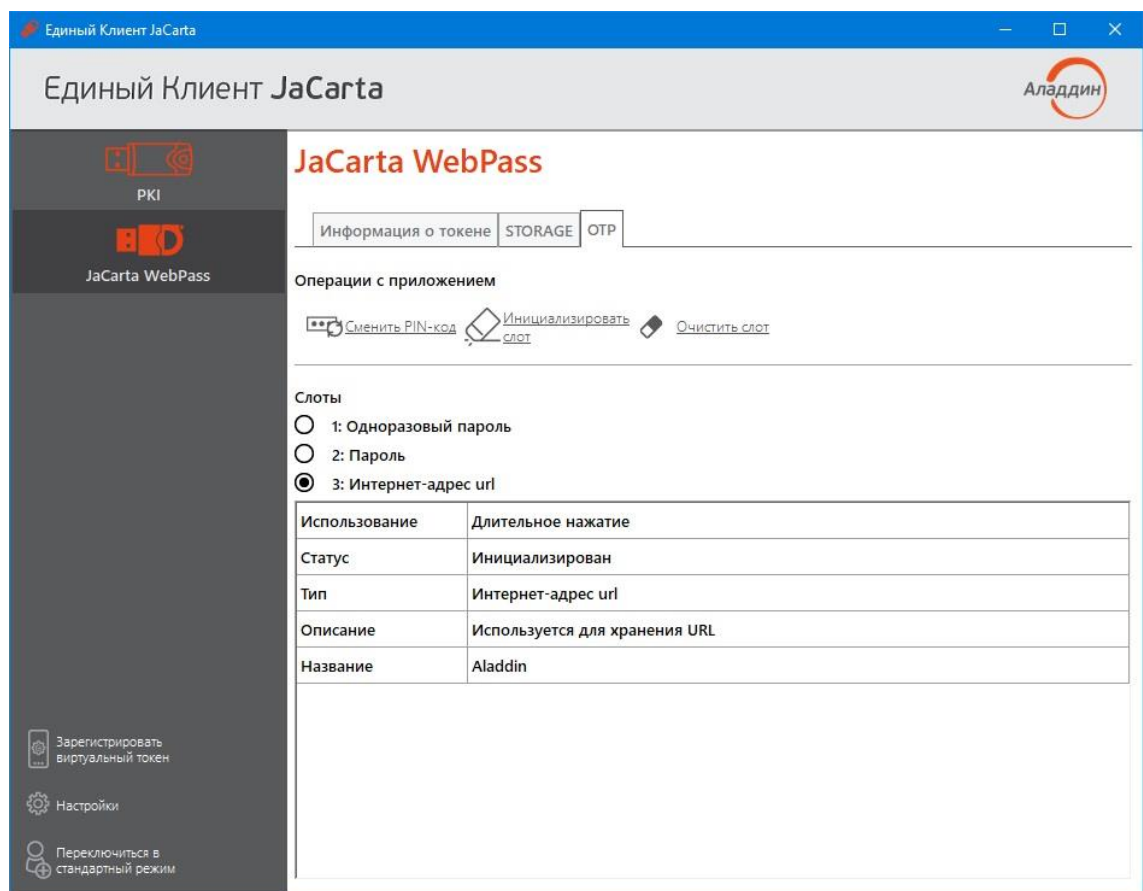 Единый Клиент JaCarta
Единый Клиент JaCarta
Аладдин
PKI
JaCarta WebPass
JaCarta WebPass
Информация о токене STORAGE OTP
Операции с приложением
Сменить PIN-код
Инициализировать
слот
Очистить слот
Слоты
1: Одноразовый пароль
2: Пароль
3: Интернет-адрес url
Использование Длительное нажатие
Статус Инициализирован
Тип Интернет-адрес url
Описание Используется для хранения URL
Название Aladdin
Зарегистрировать
виртуальный токен
Настройки
Переключиться в
стандартный режим